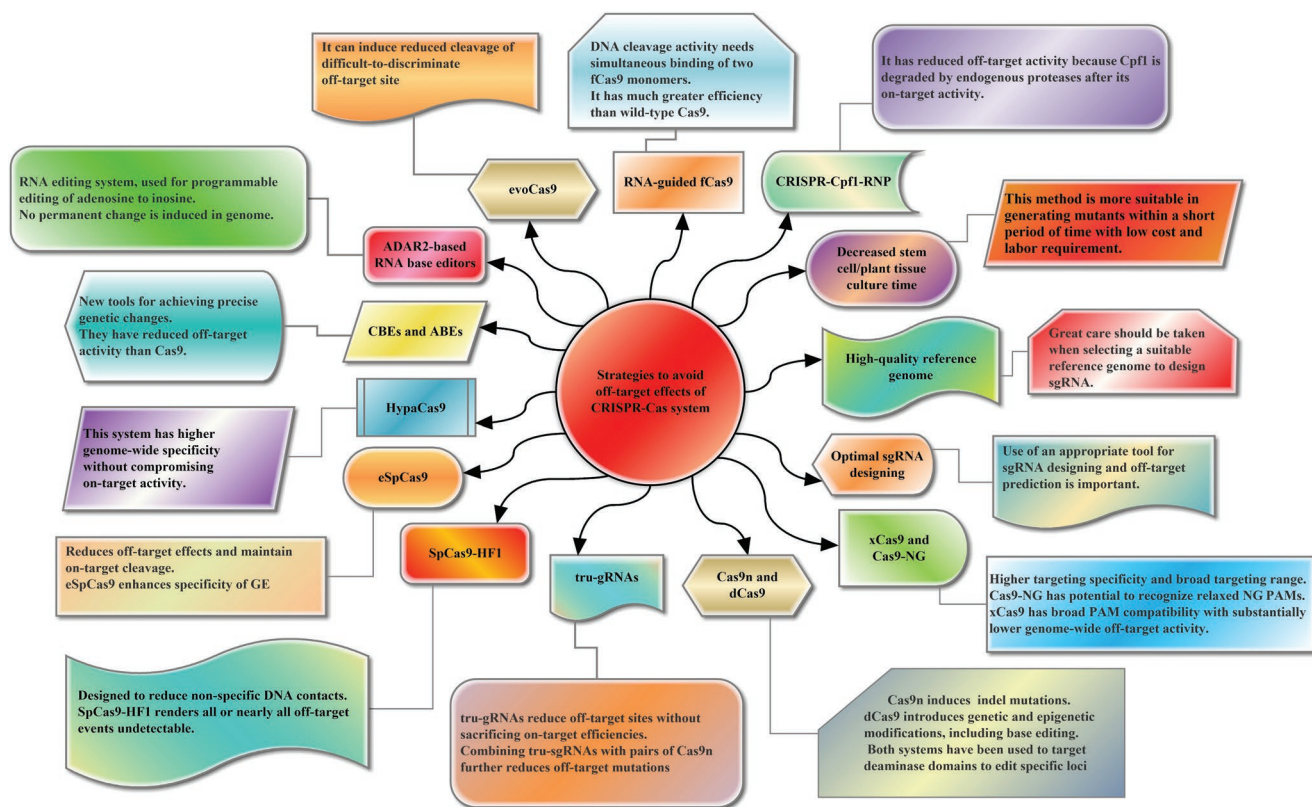 It can induce reduced cleavage of
difficult-to-discriminate
off-target site
DNA cleavage activity needs
simultaneous binding of two
fCas9 monomers.
It has much greater efficiency
than wild-type Cas9.
It has reduced off-target activity because Cpf1 is
degraded by endogenous proteases after its
on-target activity.
evoCas9
RNA-guided fCas9
CRISPR-Cpf1-RNP
RNA editing system, used for programmable
editing of adenosine to inosine.
No permanent change is induced in genome.
ADAR2-based
RNA base editors
Decreased stem
cell/plant tissue
culture time
This method is more suitable in
generating mutants within a short
period of time with low cost and
labor requirement.
New tools for achieving precise
genetic changes.
They have reduced off-target
activity than Cas9.
CBEs and ABEs
High-quality reference
genome
Great care should be taken
when selecting a suitable
reference genome to design
sgRNA.
Strategies to avoid
off-target effects of
CRISPR-Cas system
HypaCas9
This system has higher
genome-wide specificity
without compromising
on-target activity.
Optimal sgRNA
designing
Use of an appropriate tool for
sgRNA designing and off-target
prediction is important.
eSpCas9
Reduces off-target effects and maintain
on-target cleavage.
eSpCas9 enhances specificity of GE
SpCas9-HF1
tru-gRNAs
Cas9n and
dCas9
xCas9 and
Cas9-NG
Higher targeting specificity and broad targeting range.
Cas9-NG has potential to recognize relaxed NG PAMs.
xCas9 has broad PAM compatibility with substantially
lower genome-wide off-target activity.
Designed to reduce non-specific DNA contacts.
SpCas9-HF1 renders all or nearly all off-target
events undetectable.
tru-gRNAs reduce off-target sites without
sacrificing on-target efficiencies.
Combining tru-sgRNAs with pairs of Cas9n
further reduces off-target mutations
Cas9n induces indel mutations.
dCas9 introduces genetic and epigenetic
modifications, including base editing.
Both systems have been used to target
deaminase domains to edit specific loci